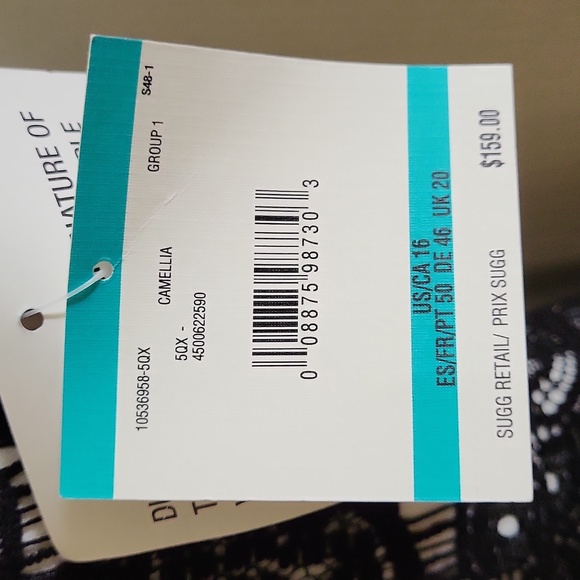 10536958-5QX
GROUP 1
S48-1
5QX -
CAMELLIA
4500622590
0 08875 98730 3
US/CA 16
ES/FR/PT 50 DE 46 UK 20
SUGG RETAIL/ PRIX SUGG
$159.00
OF